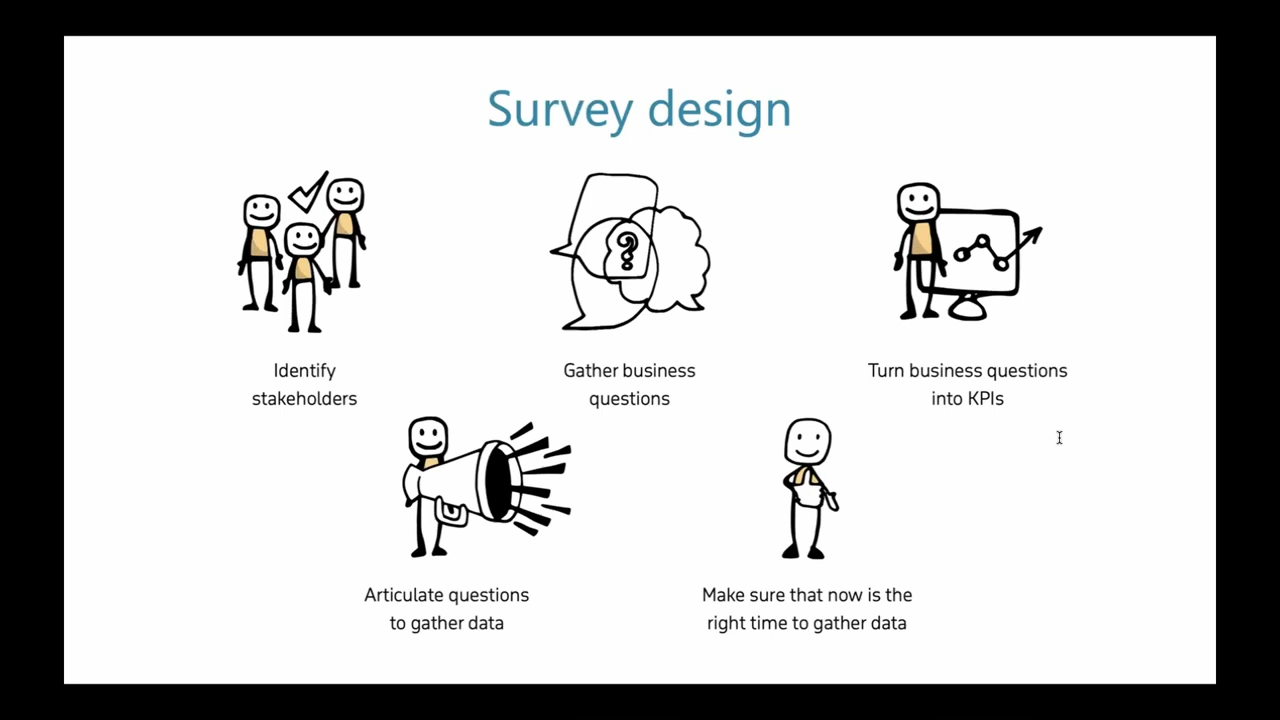 Survey design
Identify
stakeholders
Gather business
questions
Turn business questions
into KPIs
Articulate questions
to gather data
Make sure that now is the
right time to gather data